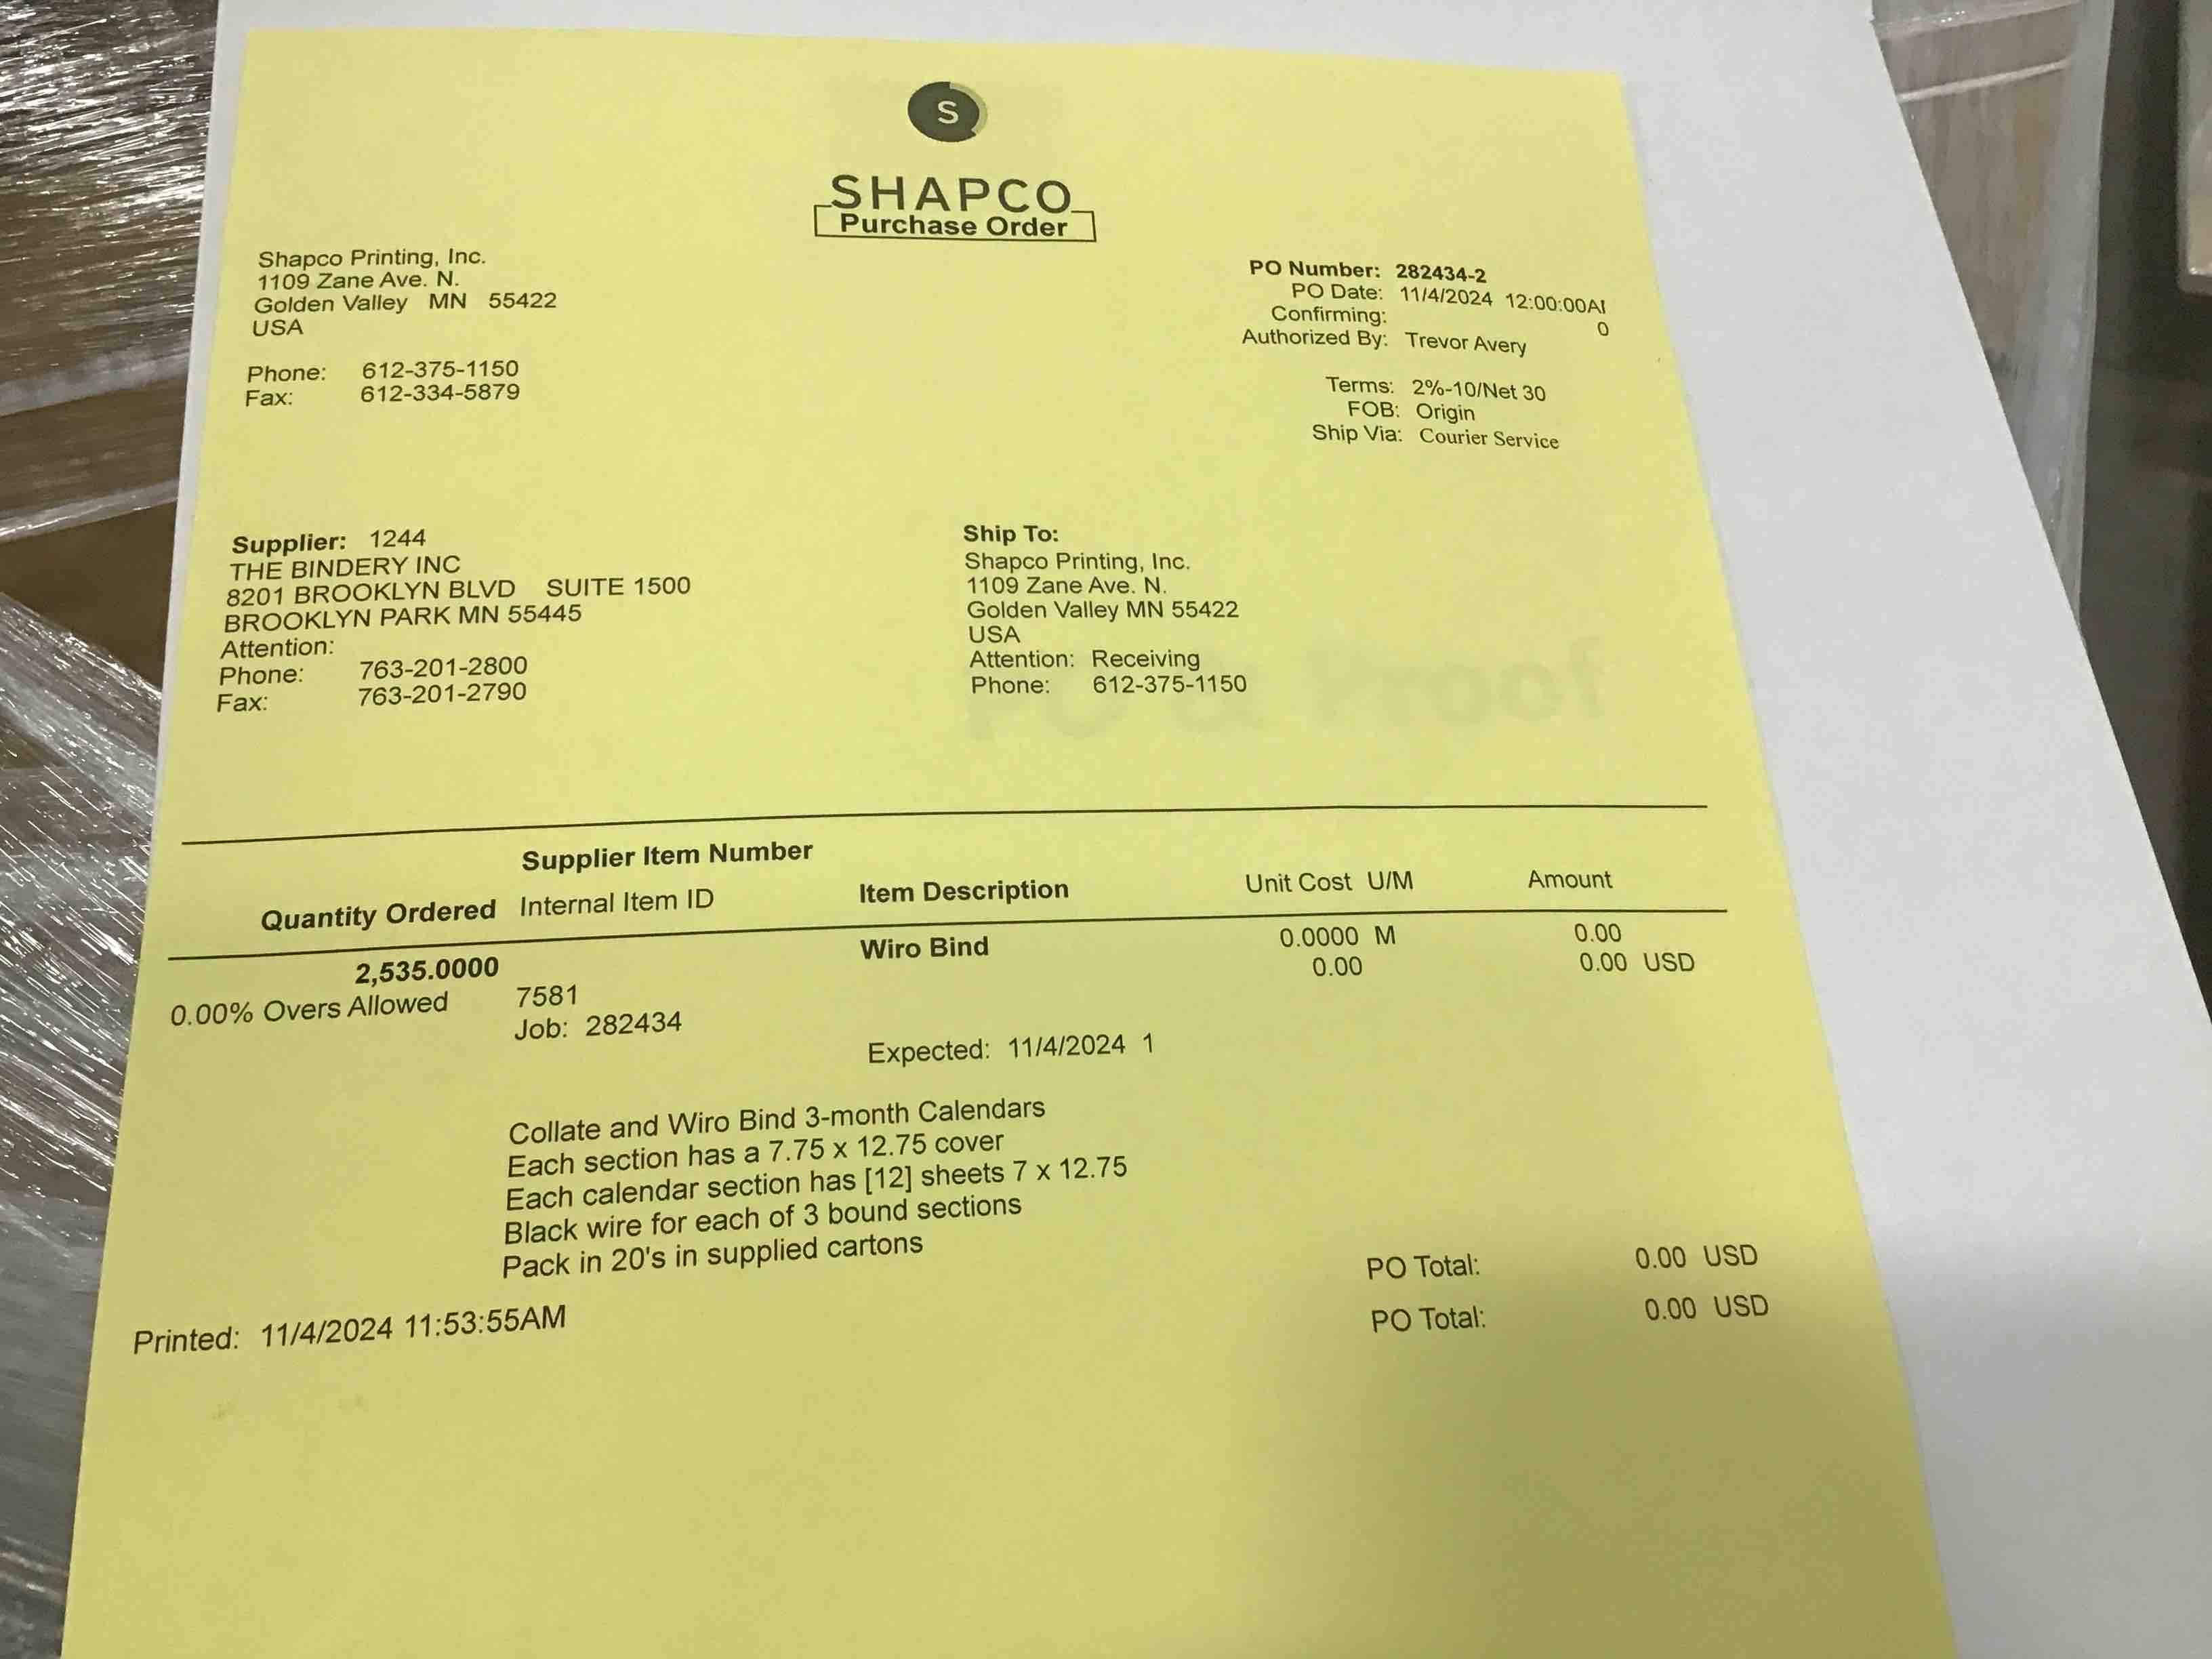 S
SHAPCO
Purchase Order
Shapco Printing, Inc.
1109 Zane Ave. N.
Golden Valley MN 55422
USA
Phone: 612-375-1150
Fax: 612-334-5879
PO Number: 282434-2
PO Date: 11/4/2024 12:00:00AM
Confirming: 0
Authorized By: Trevor Avery
Terms: 2%-10/Net 30
FOB: Origin
Ship Via: Courier Service
Supplier: 1244
THE BINDERY INC
8201 BROOKLYN BLVD SUITE 1500
BROOKLYN PARK MN 55445
Attention:
Phone: 763-201-2800
Fax: 763-201-2790
Ship To:
Shapco Printing, Inc.
1109 Zane Ave. N.
Golden Valley MN 55422
USA
Attention: Receiving
Phone: 612-375-1150
PO & Proof
Supplier Item Number
Quantity Ordered Internal Item ID Item Description Unit Cost U/M Amount
2,535.0000 Wiro Bind 0.0000 M 0.00
0.00 0.00 USD
0.00% Overs Allowed 7581
Job: 282434
Expected: 11/4/2024 1
Collate and Wiro Bind 3-month Calendars
Each section has a 7.75 x 12.75 cover
Each calendar section has [12] sheets 7 x 12.75
Black wire for each of 3 bound sections
Pack in 20's in supplied cartons
PO Total: 0.00 USD
PO Total: 0.00 USD
Printed: 11/4/2024 11:53:55AM